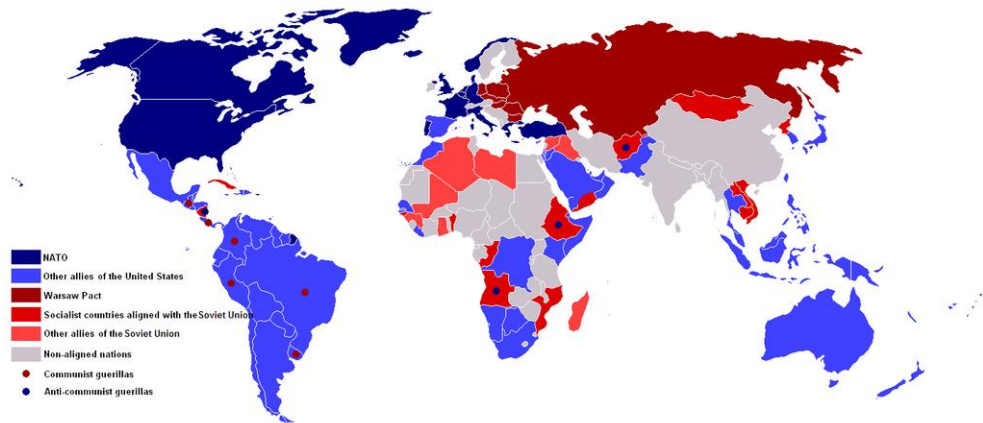 NATO
Other allies of the United States
Warsaw Pact
Socialist countries aligned with the Soviet Union
Other allies of the Soviet Union
Non-aligned nations
Communist guerillas
Anti-communist guerillas